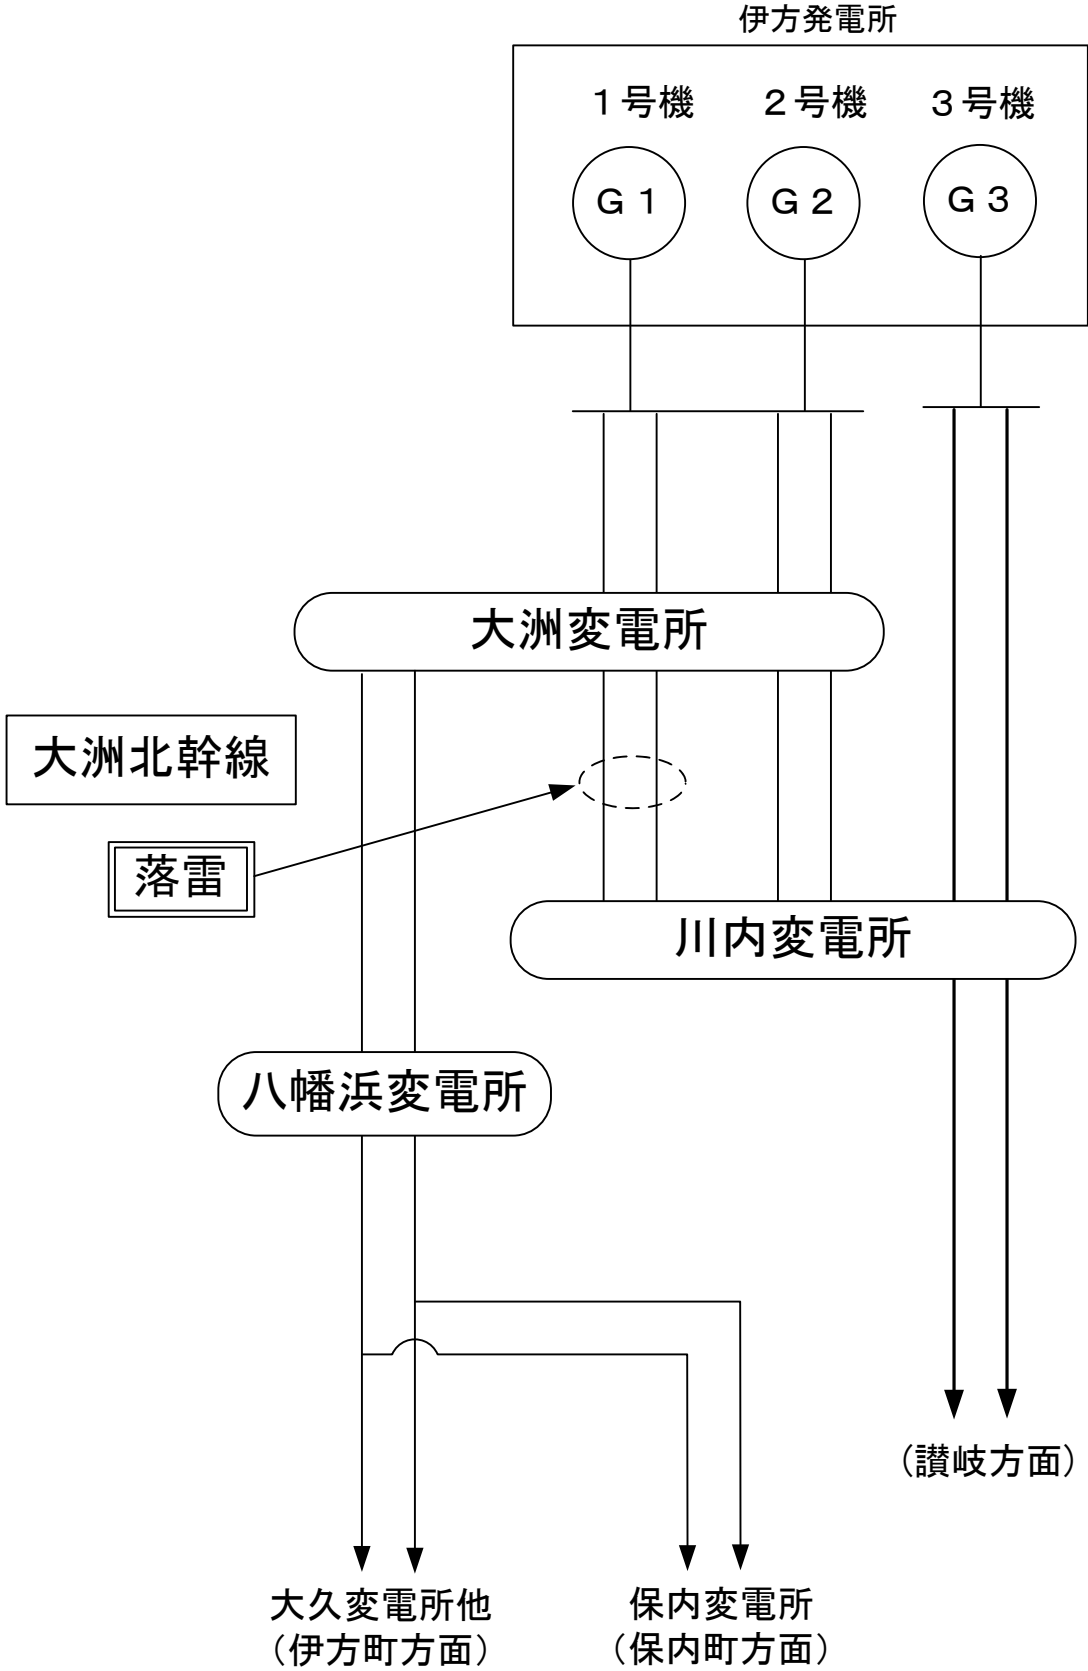 伊方発電所
１号機
２号機
３号機
Ｇ１
Ｇ２
Ｇ３
大洲変電所
大洲北幹線
落雷
川内変電所
八幡浜変電所
（讃岐方面）
大久変電所他
（伊方町方面）
保内変電所
（保内町方面）